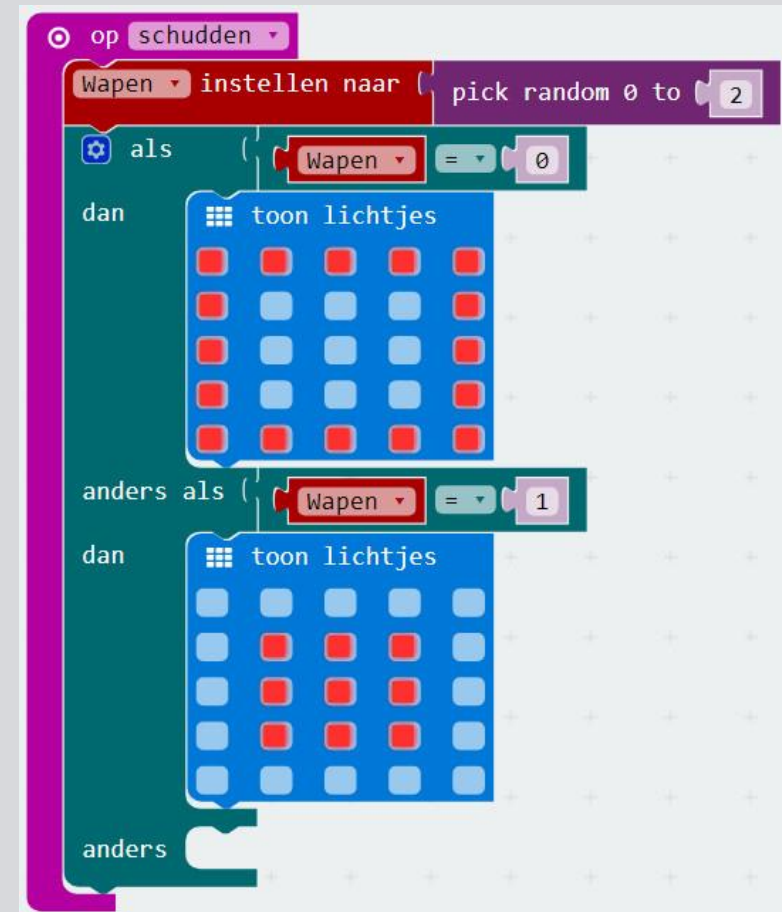 op schudden
Wapen instellen naar pick random 0 to 2
als Wapen = 0
dan toon lichtjes
anders als Wapen = 1
dan toon lichtjes
anders